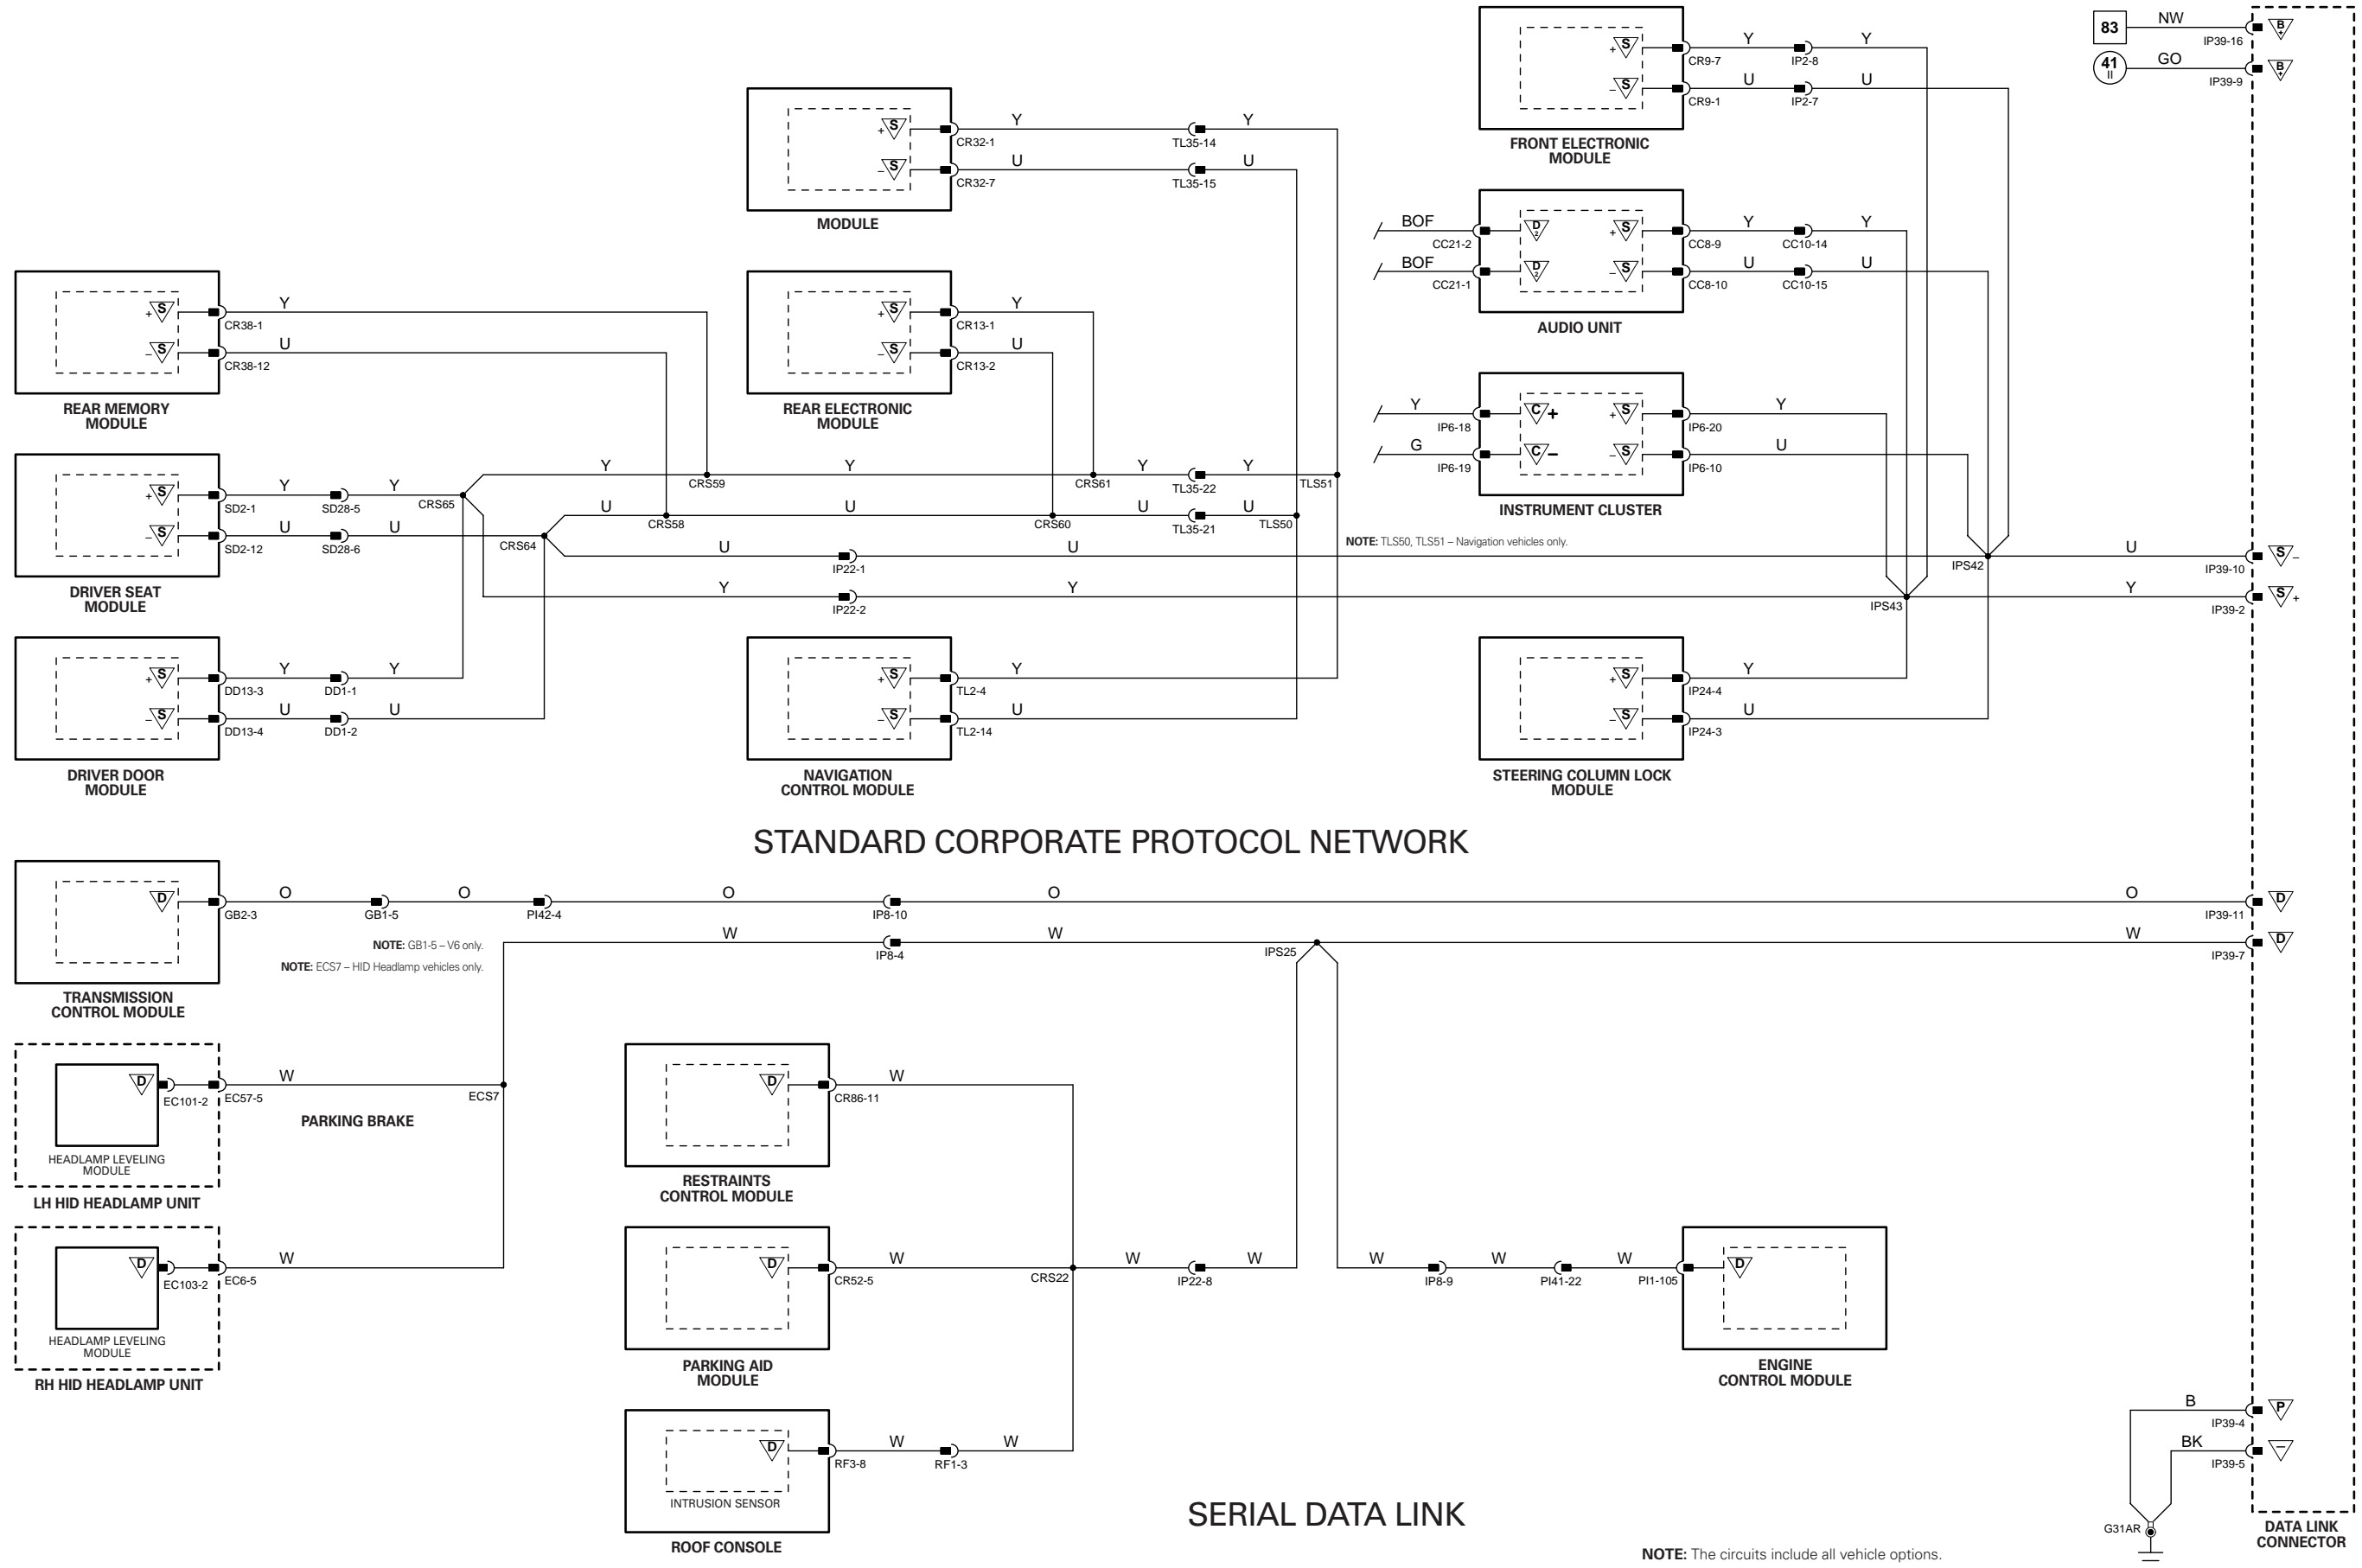 83
NW
IP39-16
B
+
41
II
GO
IP39-9
B
+
+ S
Y
Y
CR9-7
IP2-8
– S
U
U
CR9-1
IP2-7
FRONT ELECTRONIC
MODULE
+ S
Y
Y
CR32-1
TL35-14
– S
U
U
CR32-7
TL35-15
MODULE
BOF
CC21-2
D
2
+ S
Y
Y
CC8-9
CC10-14
BOF
CC21-1
D
2
– S
U
U
CC8-10
CC10-15
AUDIO UNIT
+ S
Y
CR38-1
– S
U
CR38-12
REAR MEMORY
MODULE
+ S
Y
CR13-1
– S
U
CR13-2
REAR ELECTRONIC
MODULE
Y
IP6-18
C +
+ S
Y
IP6-20
G
IP6-19
C –
– S
U
IP6-10
INSTRUMENT CLUSTER
+ S
Y
Y
SD2-1
SD28-5
CRS65
– S
U
U
SD2-12
SD28-6
CRS64
DRIVER SEAT
MODULE
Y
Y
Y
Y
CRS59
CRS61
TL35-22
TLS51
U
U
U
U
CRS58
CRS60
TL35-21
TLS50
NOTE: TLS50, TLS51 – Navigation vehicles only.
U
U
U
IP22-1
IPS42
IP39-10
S –
Y
Y
Y
IP22-2
IPS43
IP39-2
S +
+ S
Y
Y
DD13-3
DD1-1
– S
U
U
DD13-4
DD1-2
DRIVER DOOR
MODULE
+ S
Y
TL2-4
– S
U
TL2-14
NAVIGATION
CONTROL MODULE
+ S
Y
IP24-4
– S
U
IP24-3
STEERING COLUMN LOCK
MODULE
STANDARD CORPORATE PROTOCOL NETWORK
D
O
O
O
O
O
GB2-3
GB1-5
PI42-4
IP8-10
IP39-11
D
NOTE: GB1-5 – V6 only.
W
W
W
IP8-4
IPS25
IP39-7
D
NOTE: ECS7 – HID Headlamp vehicles only.
TRANSMISSION
CONTROL MODULE
D
EC101-2
EC57-5
W
ECS7
PARKING BRAKE
HEADLAMP LEVELING
MODULE
LH HID HEADLAMP UNIT
D
W
CR86-11
RESTRAINTS
CONTROL MODULE
D
EC103-2
EC6-5
W
HEADLAMP LEVELING
MODULE
RH HID HEADLAMP UNIT
D
W
CR52-5
CRS22
W
W
IP22-8
PARKING AID
MODULE
W
W
W
IP8-9
PI41-22
PI1-105
D
ENGINE
CONTROL MODULE
D
W
W
RF3-8
RF1-3
INTRUSION SENSOR
ROOF CONSOLE
B
IP39-4
P
BK
IP39-5
–
G31AR
DATA LINK
CONNECTOR
SERIAL DATA LINK
NOTE: The circuits include all vehicle options.